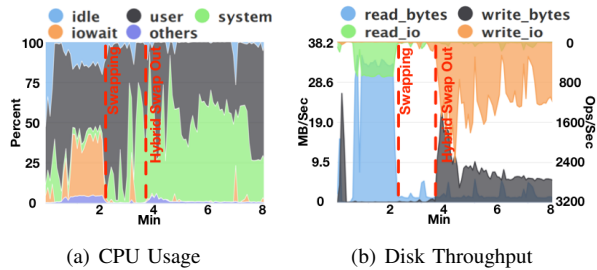 idle user system
iowait others
100
75
50
25
0
Percent
2 4 6 8
Min
Swapping
Hybrid Swap Out
(a) CPU Usage
read_bytes write_bytes
read_io write_io
38.2
28.6
19.0
9.5
0
MB/Sec
0
800
1600
2400
3200
Ops/Sec
2 4 6 8
Min
Swapping
Hybrid Swap Out
(b) Disk Throughput